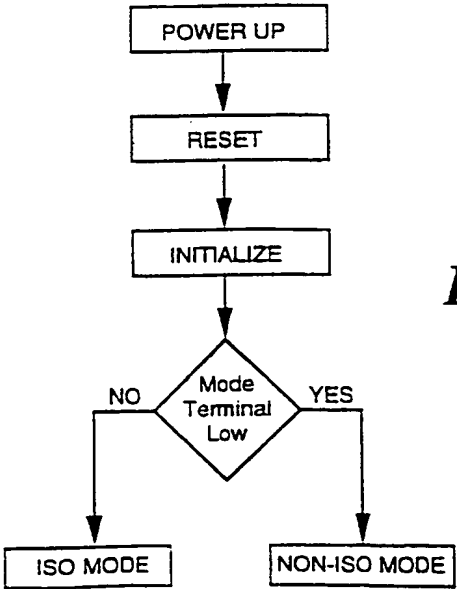 POWER UP
RESET
INITIALIZE
Mode
Terminal
Low
NO
YES
ISO MODE
NON-ISO MODE